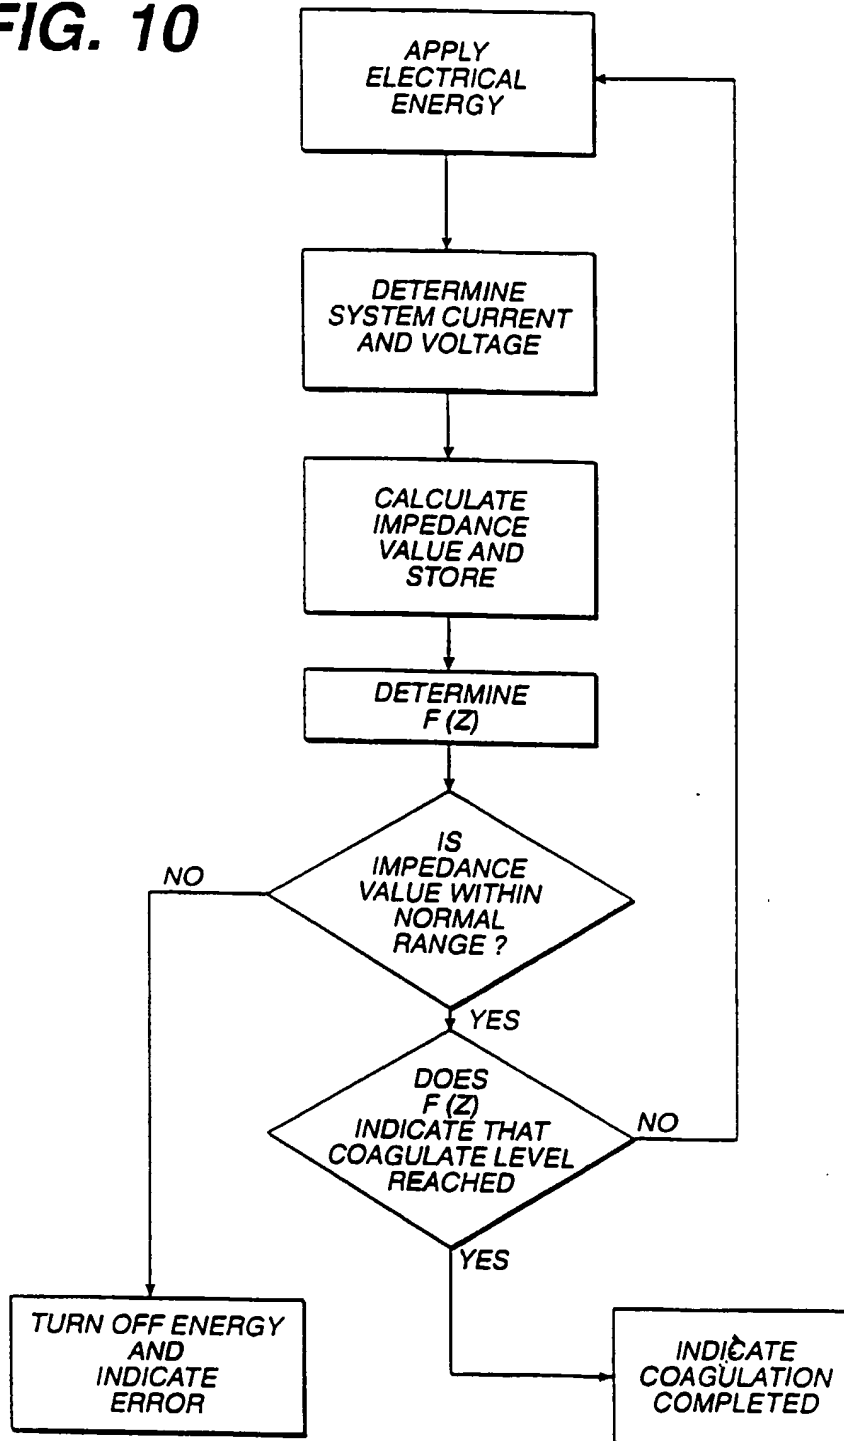 FIG. 10
APPLY
ELECTRICAL
ENERGY
DETERMINE
SYSTEM CURRENT
AND VOLTAGE
CALCULATE
IMPEDANCE
VALUE AND
STORE
DETERMINE
F (Z)
IS
IMPEDANCE
VALUE WITHIN
NORMAL
RANGE ?
NO
YES
DOES
F (Z)
INDICATE THAT
COAGULATE LEVEL
REACHED
NO
YES
TURN OFF ENERGY
AND
INDICATE
ERROR
INDICATE
COAGULATION
COMPLETED